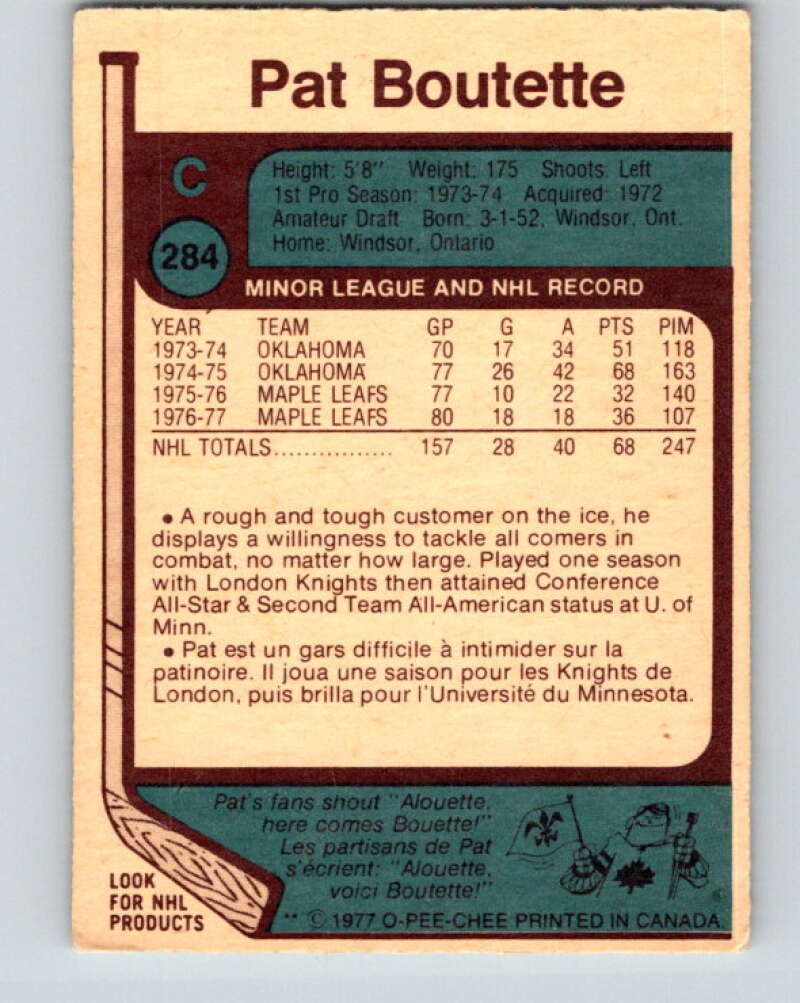 Pat Boutette
C
Height: 5'8" Weight: 175 Shoots: Left
1st Pro Season: 1973-74 Acquired: 1972
Amateur Draft Born: 3-1-52, Windsor, Ont.
Home: Windsor, Ontario
284
MINOR LEAGUE AND NHL RECORD
YEAR TEAM GP G A PTS PIM
1973-74 OKLAHOMA 70 17 34 51 118
1974-75 OKLAHOMA 77 26 42 68 163
1975-76 MAPLE LEAFS 77 10 22 32 140
1976-77 MAPLE LEAFS 80 18 18 36 107
NHL TOTALS................ 157 28 40 68 247
• A rough and tough customer on the ice, he
displays a willingness to tackle all comers in
combat, no matter how large. Played one season
with London Knights then attained Conference
All-Star & Second Team All-American status at U. of
Minn.
• Pat est un gars difficile à intimider sur la
patinoire. Il joua une saison pour les Knights de
London, puis brilla pour l'Université du Minnesota.
Pat's fans shout "Alouette,
here comes Bouette!"
Les partisans de Pat
s'écrient: "Alouette,
voici Boutette!"
LOOK
FOR NHL
PRODUCTS
** © 1977 O-PEE-CHEE PRINTED IN CANADA.